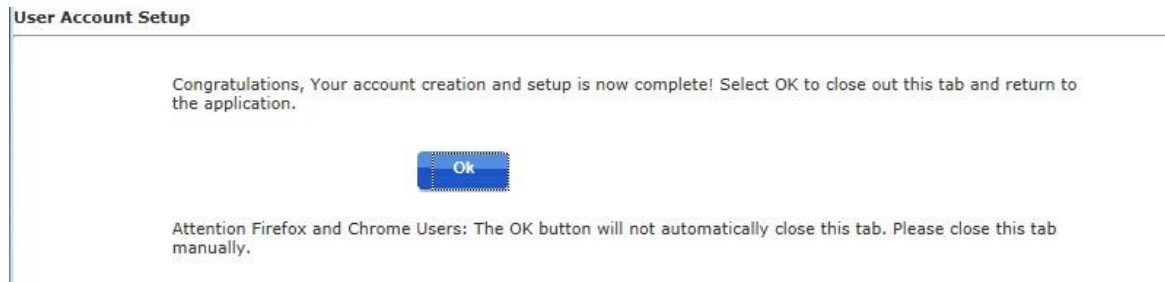 User Account Setup
Congratulations, Your account creation and setup is now complete! Select OK to close out this tab and return to
the application.
Ok
Attention Firefox and Chrome Users: The OK button will not automatically close this tab. Please close this tab
manually.